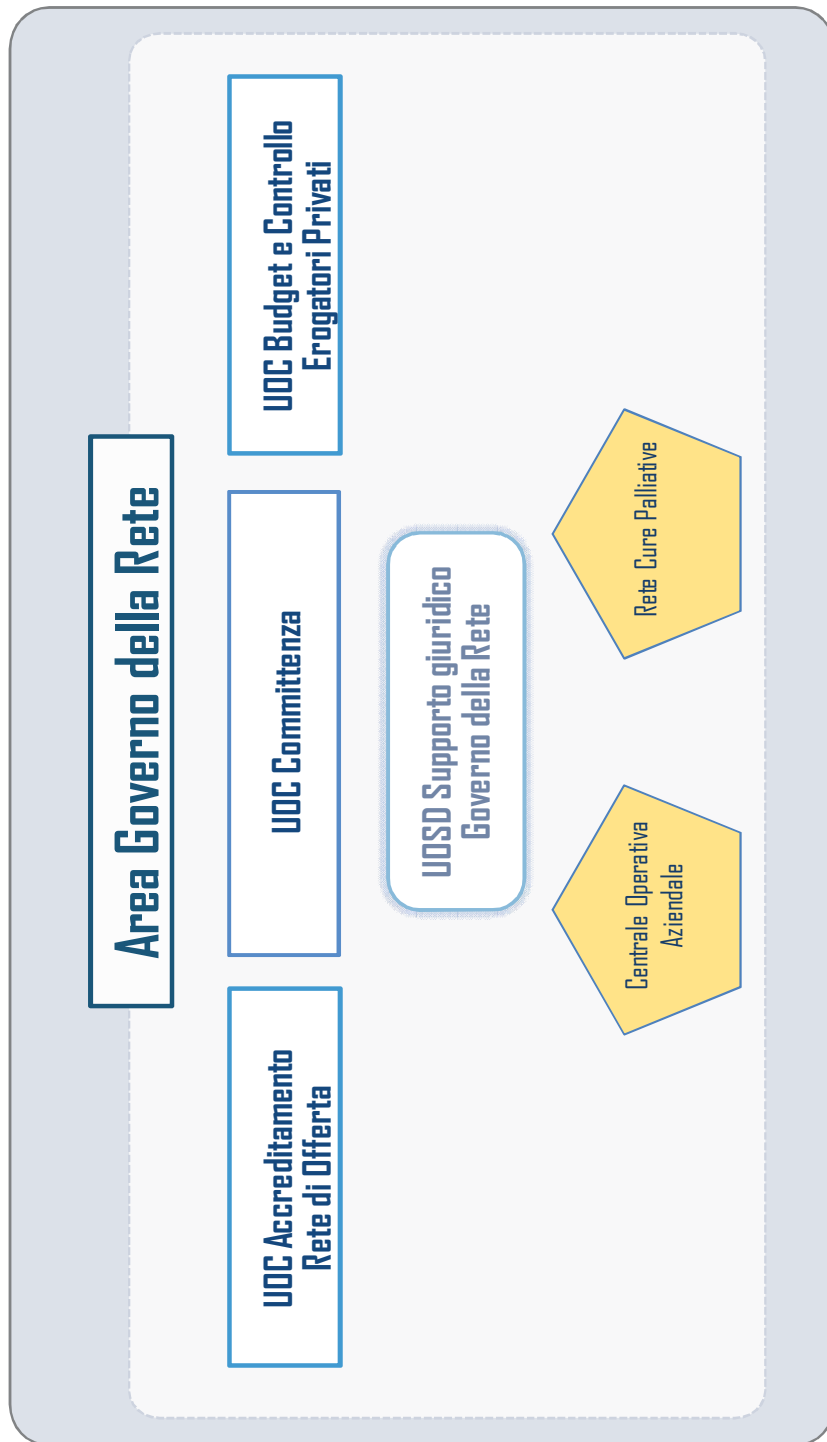 Area Governo della Rete
UOC Accreditamento
Rete di Offerta
UOC Committenza
UOC Budget e Controllo
Erogatori Privati
UOSD Supporto giuridico
Governo della Rete
Centrale Operativa
Aziendale
Rete Cure Palliative